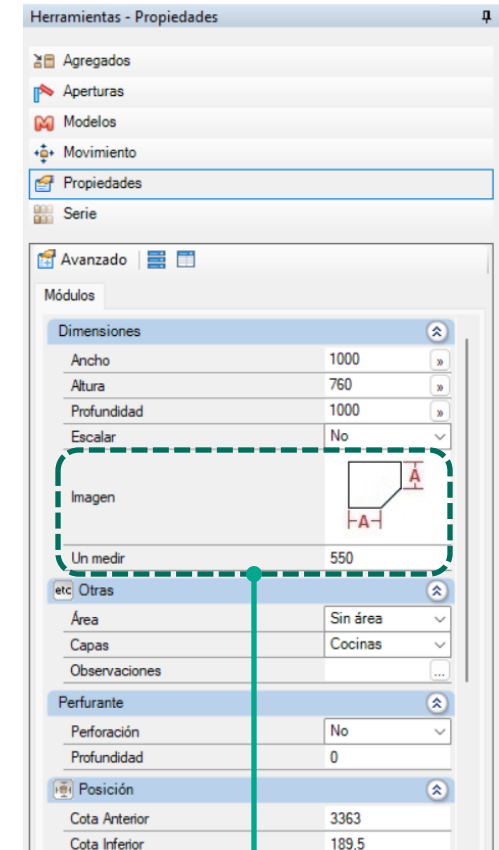 Herramientas - Propiedades
Agregados
Aperturas
Modelos
Movimiento
Propiedades
Serie
Avanzado
Módulos
Dimensiones
Ancho 1000 »
Altura 760 »
Profundidad 1000 »
Escalar No
A
Imagen
A
Un medir 550
etc Otras
Área Sin área
Capas Cocinas
Observaciones ...
Perfurante
Perforación No
Profundidad 0
Posición
Cota Anterior 3363
Cota Inferior 189.5